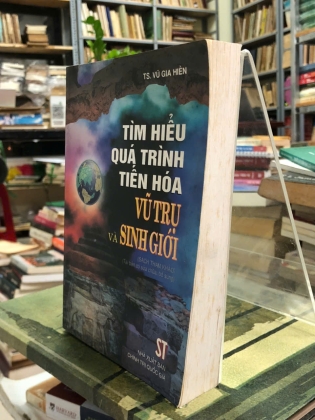 TS. VŨ GIA HIỀN
TÌM HIỂU
QUÁ TRÌNH
TIẾN HÓA
VŨ TRỤ
VÀ SINH GIỚI
ST
NHÀ XUẤT BẢN
CHÍNH TRỊ QUỐC GIA